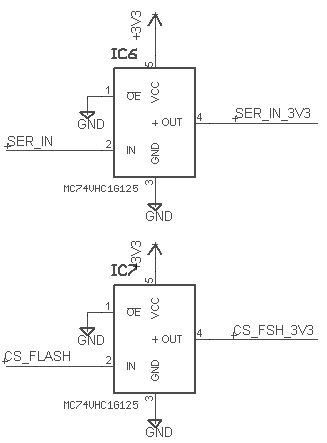 +3V3
IC6
5
1 OE VCC
GND
+ OUT 4 SER_IN_3V3
SER_IN 2 IN GND
MC74VHC1G125 3
GND
+3V3
IC7
5
1 OE VCC
GND
+ OUT 4 CS_FSH_3V3
CS_FLASH 2 IN GND
MC74VHC1G125 3
GND